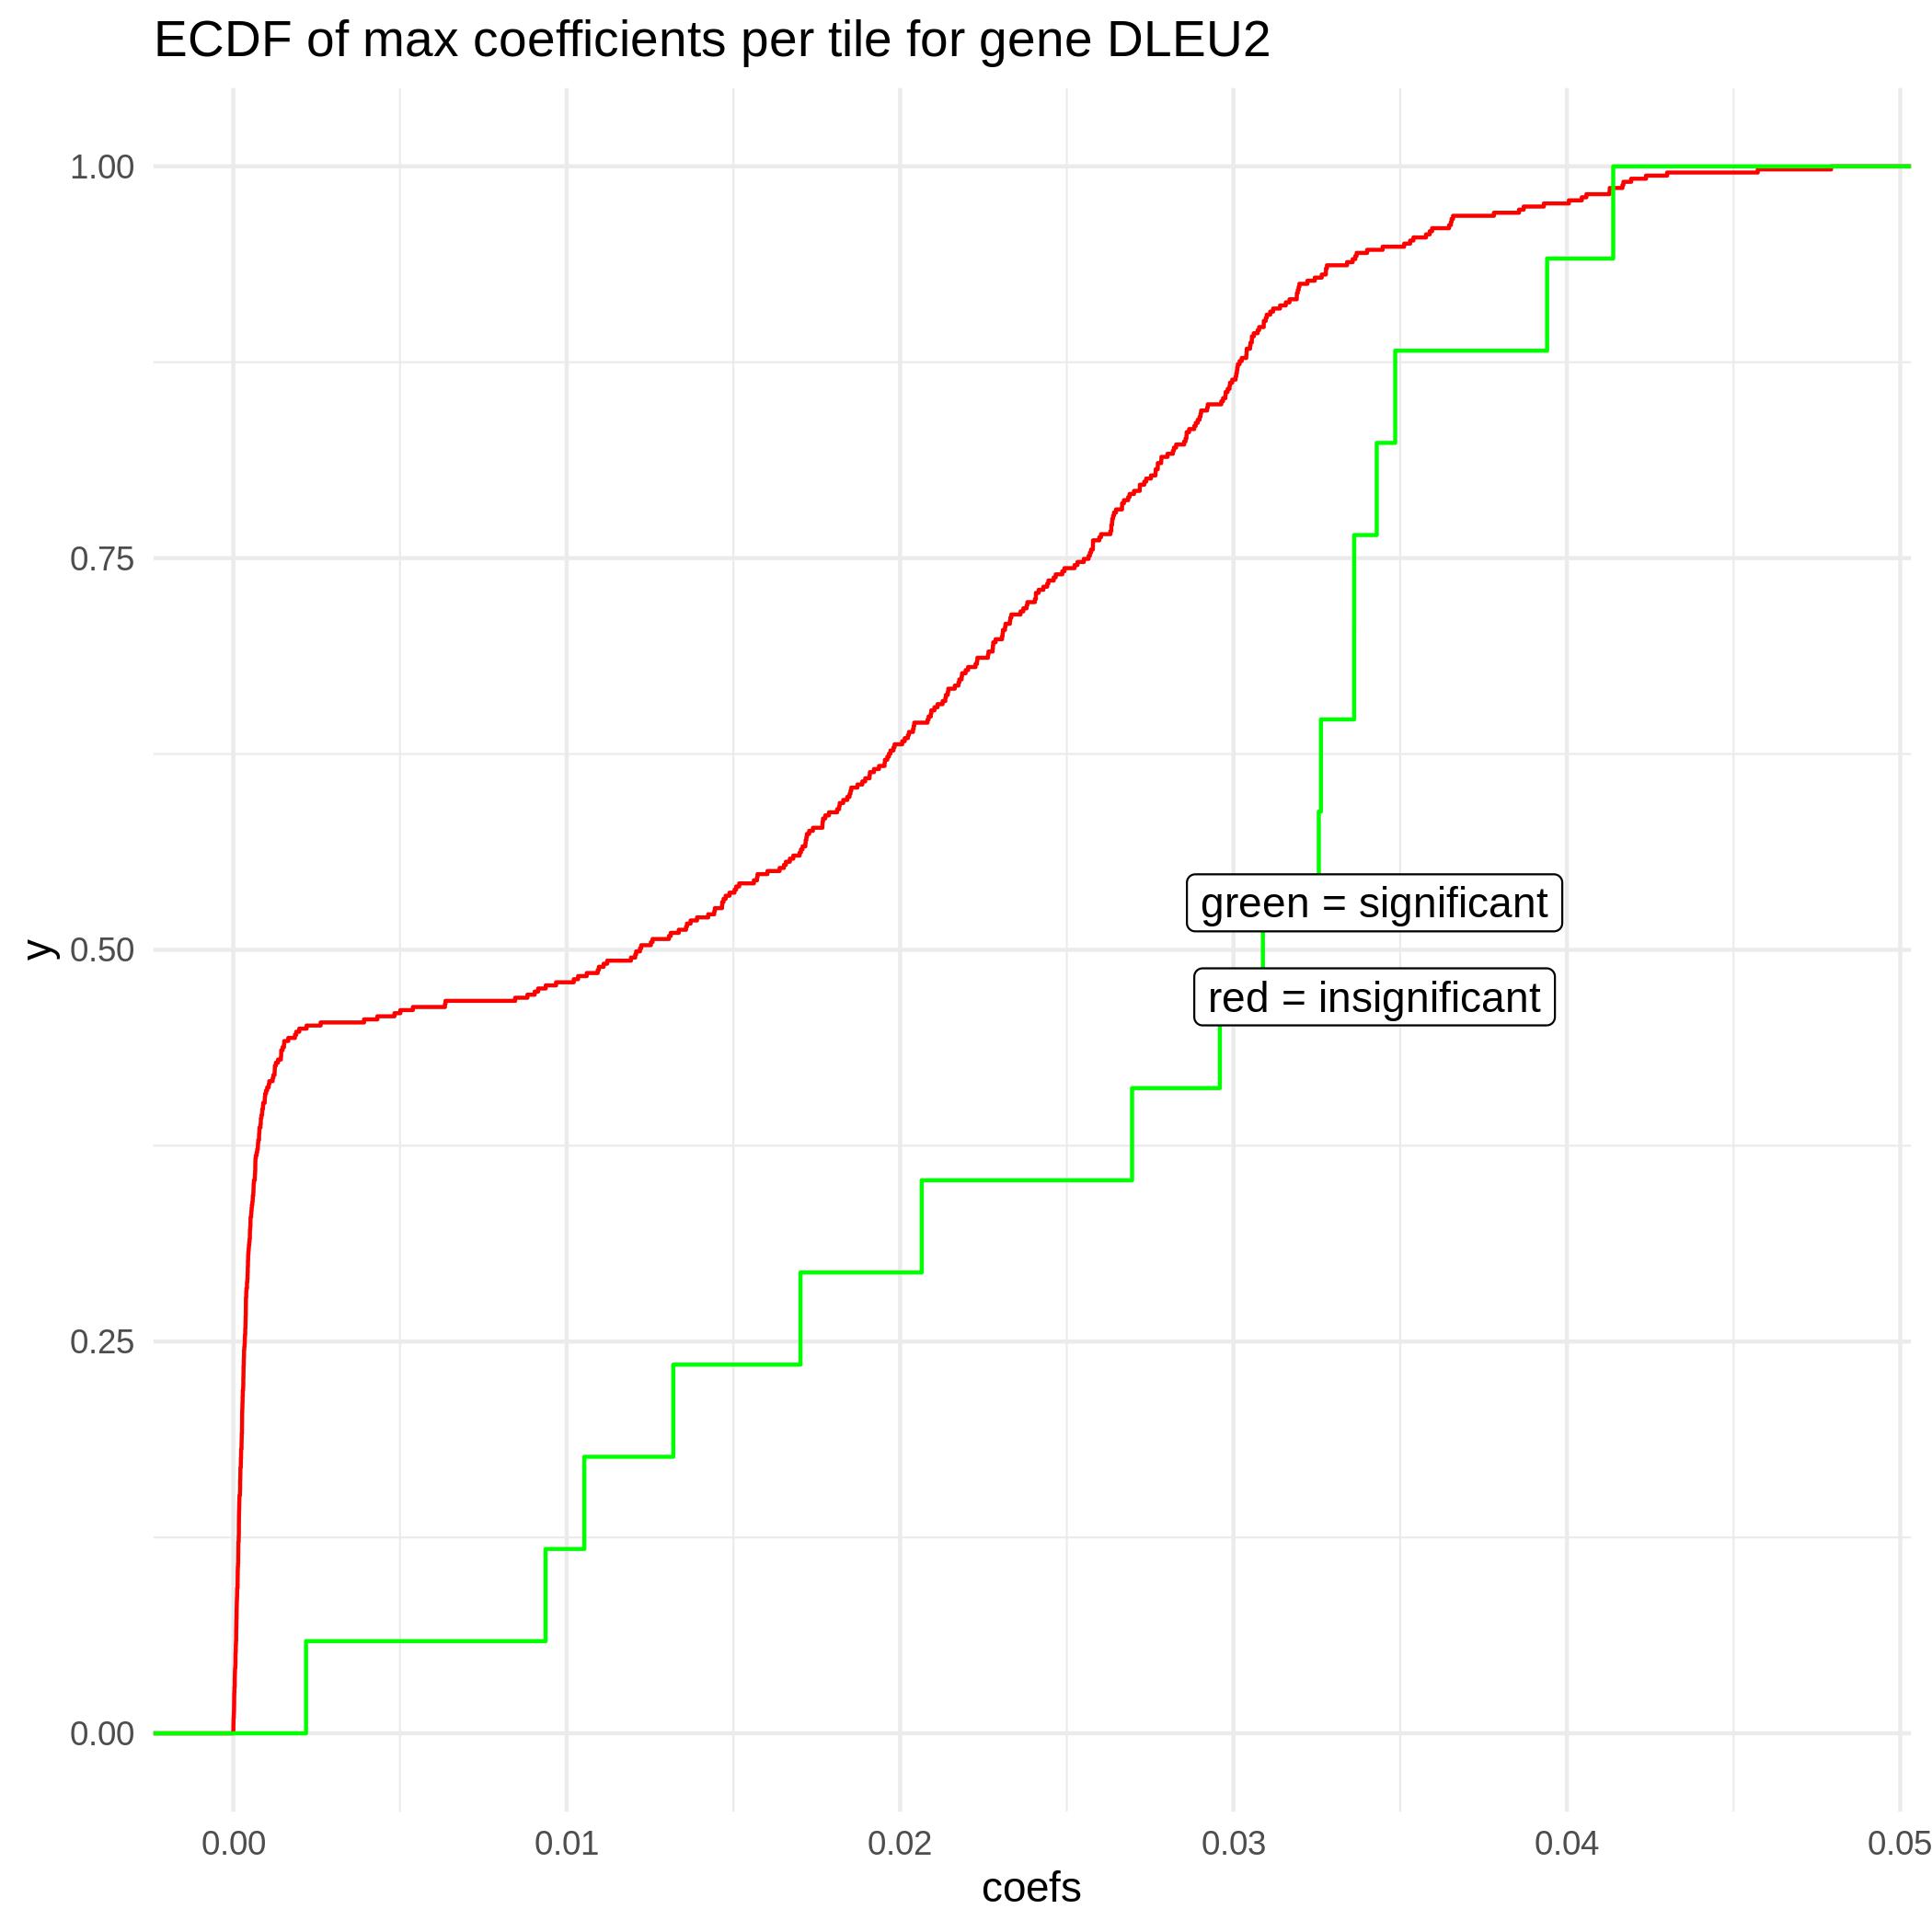 ECDF of max coefficients per tile for gene DLEU2
1.00
0.75
y
0.50
0.25
0.00
green = significant
red = insignificant
0.00 0.01 0.02 0.03 0.04 0.05
coefs